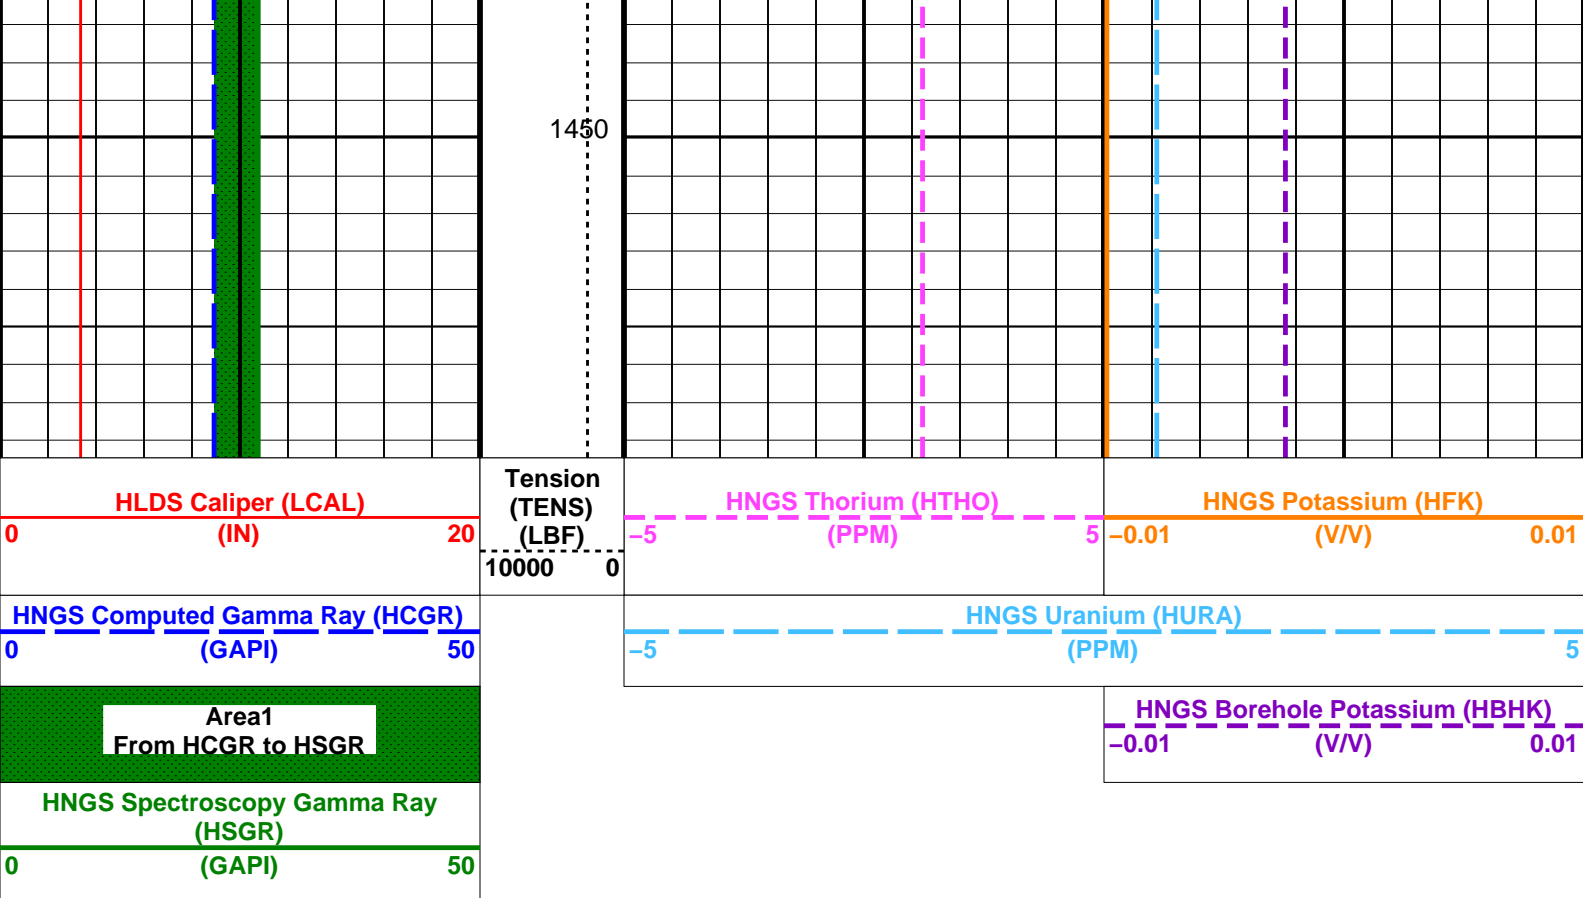 1450
HLDS Caliper (LCAL)
0 (IN) 20
Tension
(TENS)
(LBF)
10000 0
HNGS Thorium (HTHO)
−5 (PPM) 5
HNGS Potassium (HFK)
−0.01 (V/V) 0.01
HNGS Computed Gamma Ray (HCGR)
0 (GAPI) 50
HNGS Uranium (HURA)
−5 (PPM) 5
Area1
From HCGR to HSGR
HNGS Borehole Potassium (HBHK)
−0.01 (V/V) 0.01
HNGS Spectroscopy Gamma Ray
(HSGR)
0 (GAPI) 50